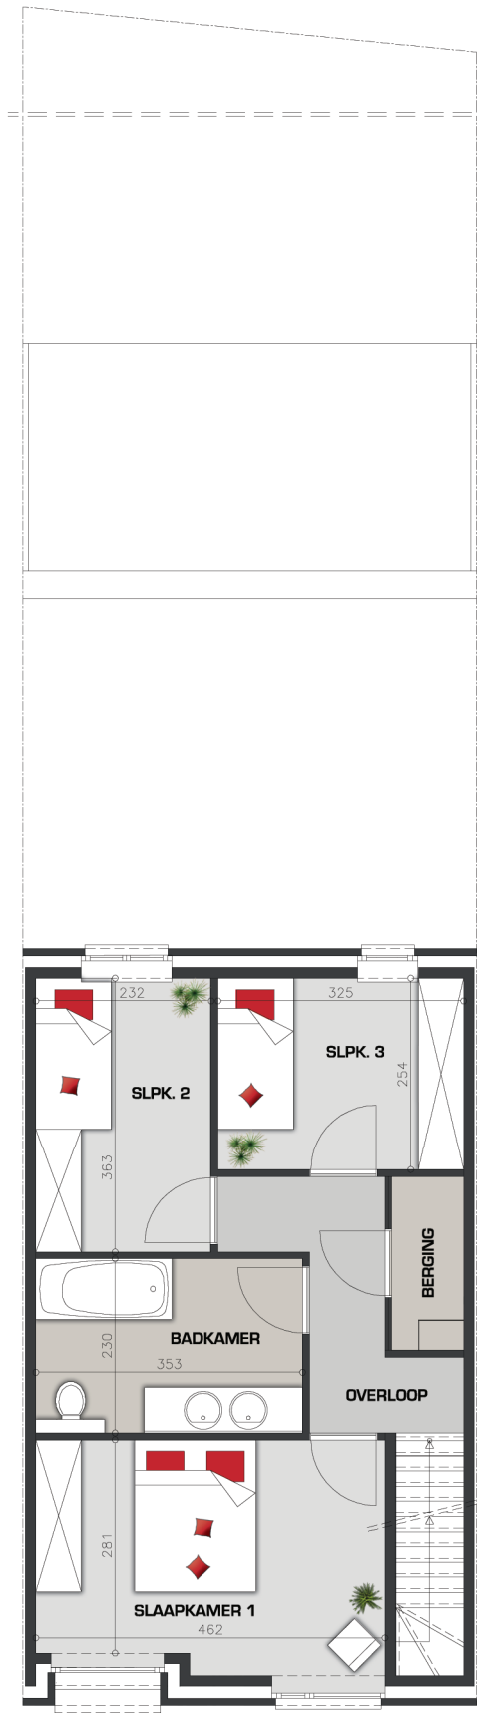 232
325
SLPK. 3
254
SLPK. 2
363
BERGING
BADKAMER
230
353
OVERLOOP
281
SLAAPKAMER 1
462